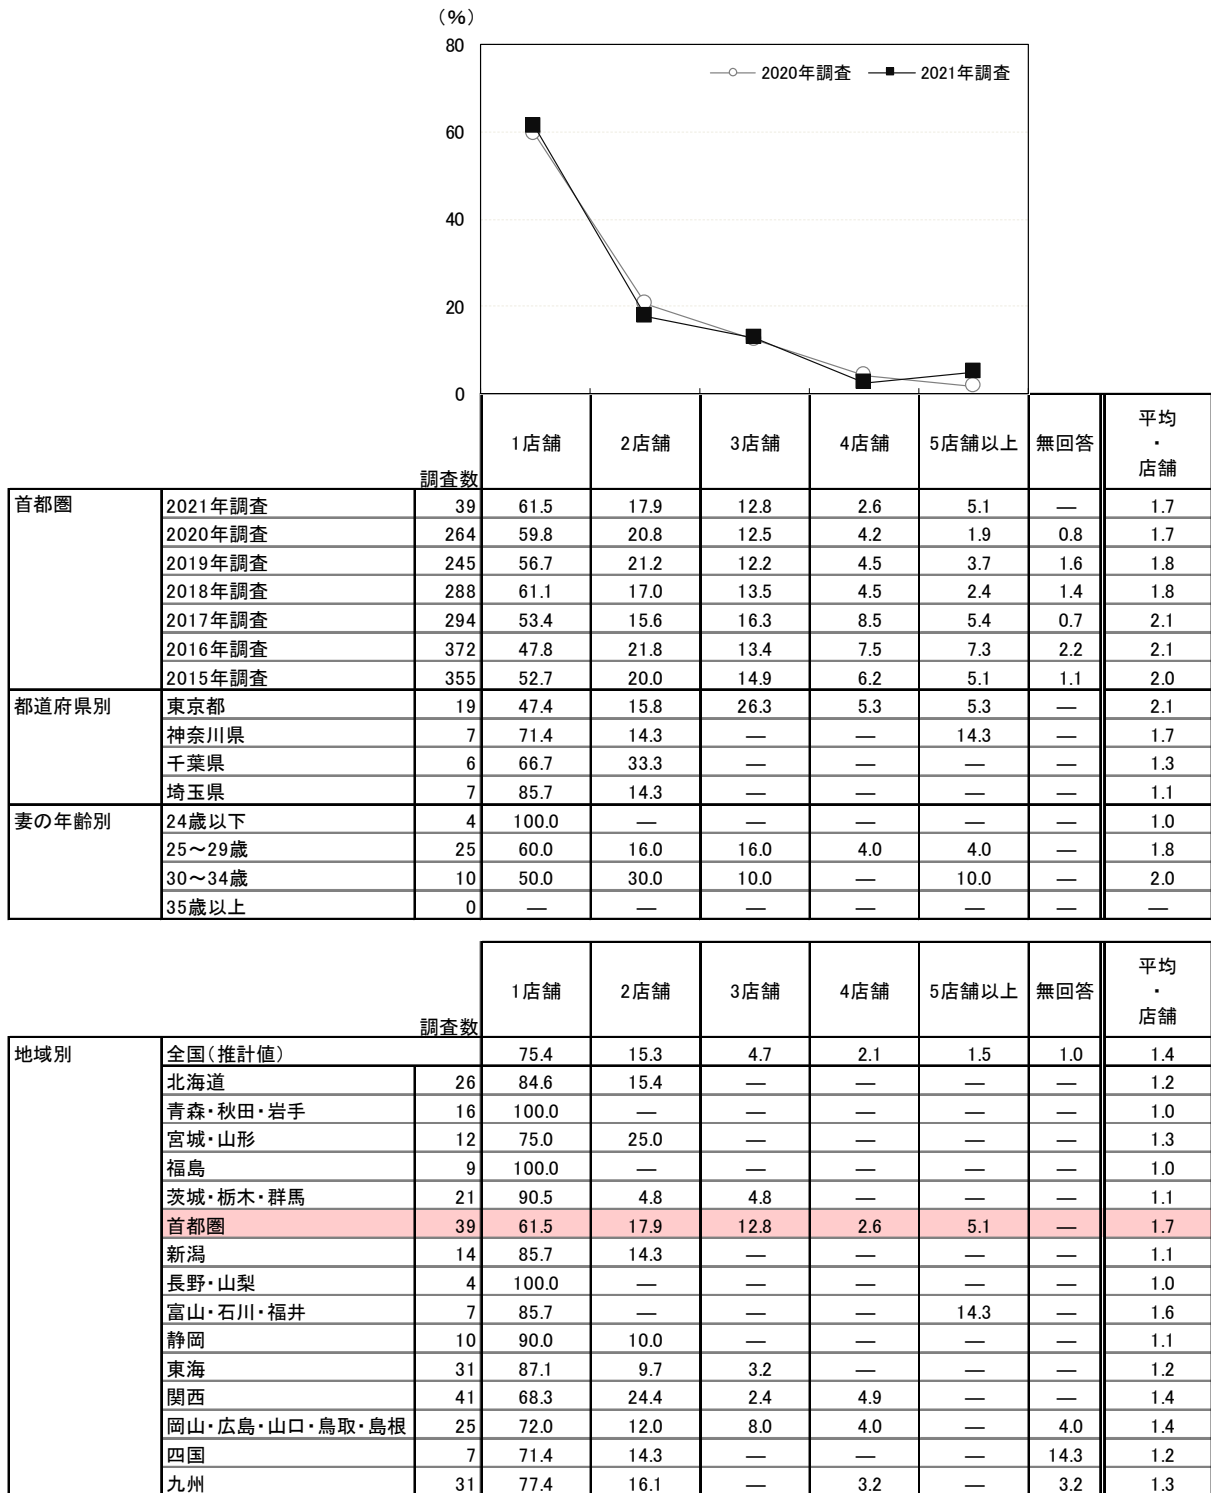 (%)
80
2020年調査 2021年調査
60
40
20
0
調査数 1店舗 2店舗 3店舗 4店舗 5店舗以上 無回答 平均・店舗
首都圏 2021年調査 39 61.5 17.9 12.8 2.6 5.1 — 1.7
2020年調査 264 59.8 20.8 12.5 4.2 1.9 0.8 1.7
2019年調査 245 56.7 21.2 12.2 4.5 3.7 1.6 1.8
2018年調査 288 61.1 17.0 13.5 4.5 2.4 1.4 1.8
2017年調査 294 53.4 15.6 16.3 8.5 5.4 0.7 2.1
2016年調査 372 47.8 21.8 13.4 7.5 7.3 2.2 2.1
2015年調査 355 52.7 20.0 14.9 6.2 5.1 1.1 2.0
都道府県別 東京都 19 47.4 15.8 26.3 5.3 5.3 — 2.1
神奈川県 7 71.4 14.3 — — 14.3 — 1.7
千葉県 6 66.7 33.3 — — — — 1.3
埼玉県 7 85.7 14.3 — — — — 1.1
妻の年齢別 24歳以下 4 100.0 — — — — — 1.0
25～29歳 25 60.0 16.0 16.0 4.0 4.0 — 1.8
30～34歳 10 50.0 30.0 10.0 — 10.0 — 2.0
35歳以上 0 — — — — — — —
調査数 1店舗 2店舗 3店舗 4店舗 5店舗以上 無回答 平均・店舗
地域別 全国(推計値) 75.4 15.3 4.7 2.1 1.5 1.0 1.4
北海道 26 84.6 15.4 — — — — 1.2
青森・秋田・岩手 16 100.0 — — — — — 1.0
宮城・山形 12 75.0 25.0 — — — — 1.3
福島 9 100.0 — — — — — 1.0
茨城・栃木・群馬 21 90.5 4.8 4.8 — — — 1.1
首都圏 39 61.5 17.9 12.8 2.6 5.1 — 1.7
新潟 14 85.7 14.3 — — — — 1.1
長野・山梨 4 100.0 — — — — — 1.0
富山・石川・福井 7 85.7 — — — 14.3 — 1.6
静岡 10 90.0 10.0 — — — — 1.1
東海 31 87.1 9.7 3.2 — — — 1.2
関西 41 68.3 24.4 2.4 4.9 — — 1.4
岡山・広島・山口・鳥取・島根 25 72.0 12.0 8.0 4.0 — 4.0 1.4
四国 7 71.4 14.3 — — — 14.3 1.2
九州 31 77.4 16.1 — 3.2 — 3.2 1.3